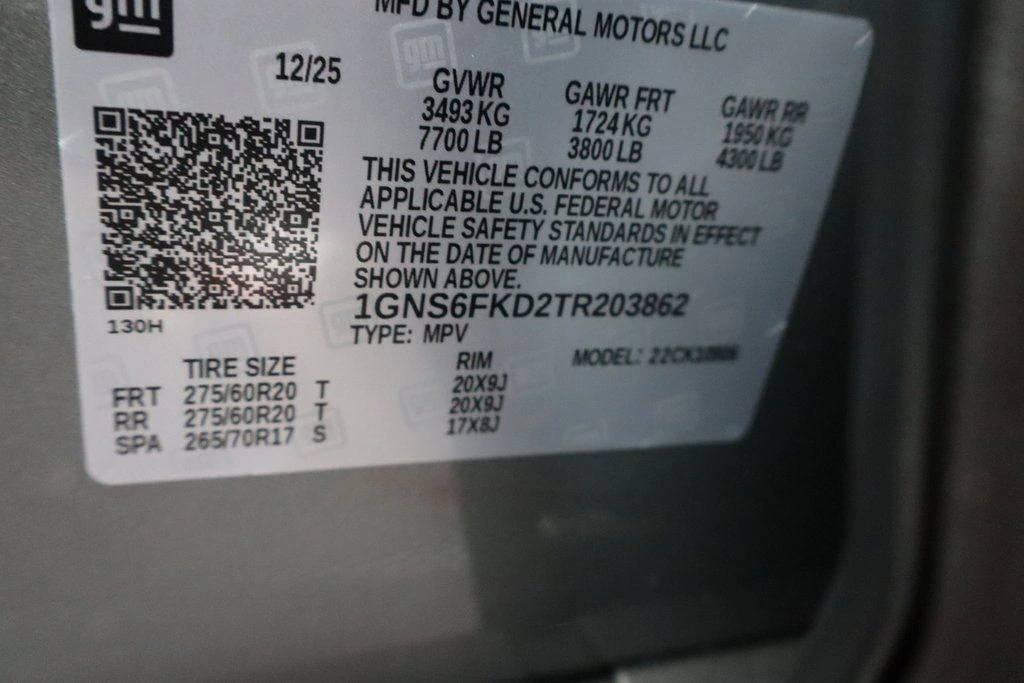 gm
MFD BY GENERAL MOTORS LLC
12/25
GVWR GAWR FRT GAWR RR
3493 KG 1724 KG 1950 KG
7700 LB 3800 LB 4300 LB
THIS VEHICLE CONFORMS TO ALL
APPLICABLE U.S. FEDERAL MOTOR
VEHICLE SAFETY STANDARDS IN EFFECT
ON THE DATE OF MANUFACTURE
SHOWN ABOVE.
1GNS6FKD2TR203862
130H
TYPE: MPV
MODEL:
TIRE SIZE RIM
FRT 275/60R20 T 20X9J
RR 275/60R20 T 20X9J
SPA 265/70R17 S 17X8J